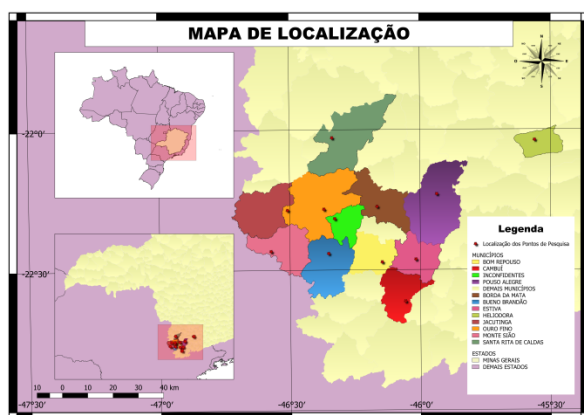 MAPA DE LOCALIZAÇÃO
-22°
-22°30'
-47°30'
-47°0'
-46°30'
-46°0'
-45°30'
10 0 10 20 30 40 km
Legenda
Localização dos Pontos de Pesquisa
MUNICÍPIOS
BOM REPOUSO
CAMBUÍ
INCONFIDENTES
POUSO ALEGRE
DEMAIS MUNICÍPIOS
BORDA DA MATA
BUENO BRANDÃO
ESTIVA
HELIODORA
JACUTINGA
OURO FINO
MONTE SIÃO
SANTA RITA DE CALDAS
ESTADOS
MINAS GERAIS
DEMAIS ESTADOS